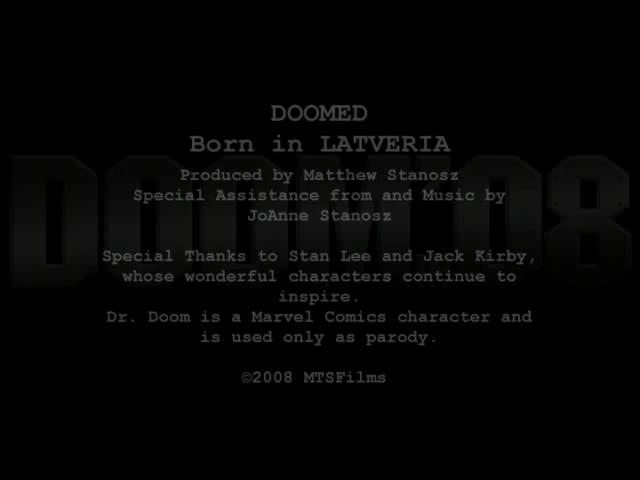 DOOMED
Born in LATVERIA
Produced by Matthew Stanosz
Special Assistance from and Music by
JoAnne Stanosz
Special Thanks to Stan Lee and Jack Kirby,
whose wonderful characters continue to
inspire.
Dr. Doom is a Marvel Comics character and
is used only as parody.
©2008 MTSFilms
DOOM'08